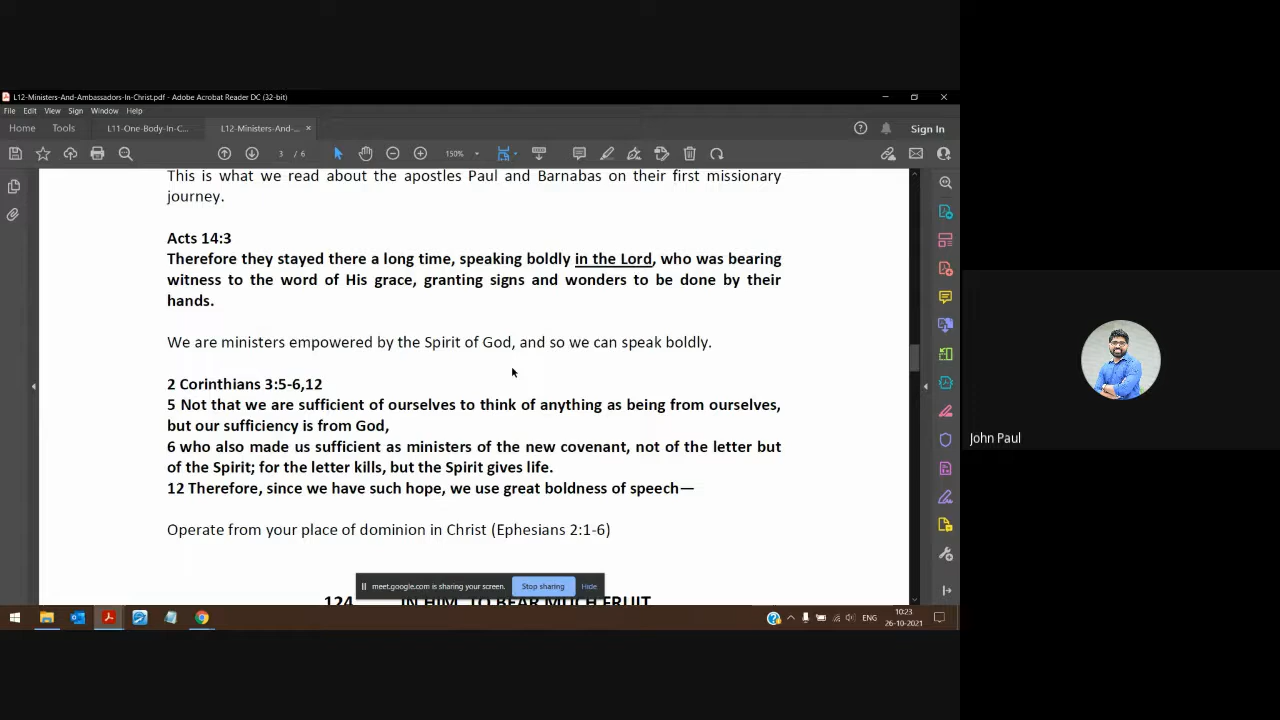 L12-Ministers-And-Ambassadors-In-Christ.pdf - Adobe Acrobat Reader DC (32-bit)
File Edit View Sign Window Help
Home Tools L11-One-Body-In-C... L12-Ministers-And-... × Sign In
3 / 6 150%
This is what we read about the apostles Paul and Barnabas on their first missionary
journey.
Acts 14:3
Therefore they stayed there a long time, speaking boldly in the Lord, who was bearing
witness to the word of His grace, granting signs and wonders to be done by their
hands.
We are ministers empowered by the Spirit of God, and so we can speak boldly.
2 Corinthians 3:5-6,12
5 Not that we are sufficient of ourselves to think of anything as being from ourselves,
but our sufficiency is from God,
6 who also made us sufficient as ministers of the new covenant, not of the letter but
of the Spirit; for the letter kills, but the Spirit gives life.
12 Therefore, since we have such hope, we use great boldness of speech—
Operate from your place of dominion in Christ (Ephesians 2:1-6)
meet.google.com is sharing your screen. Stop sharing Hide
124 IN HIM, TO BEAR MUCH FRUIT
ENG 10:23
26-10-2021
John Paul